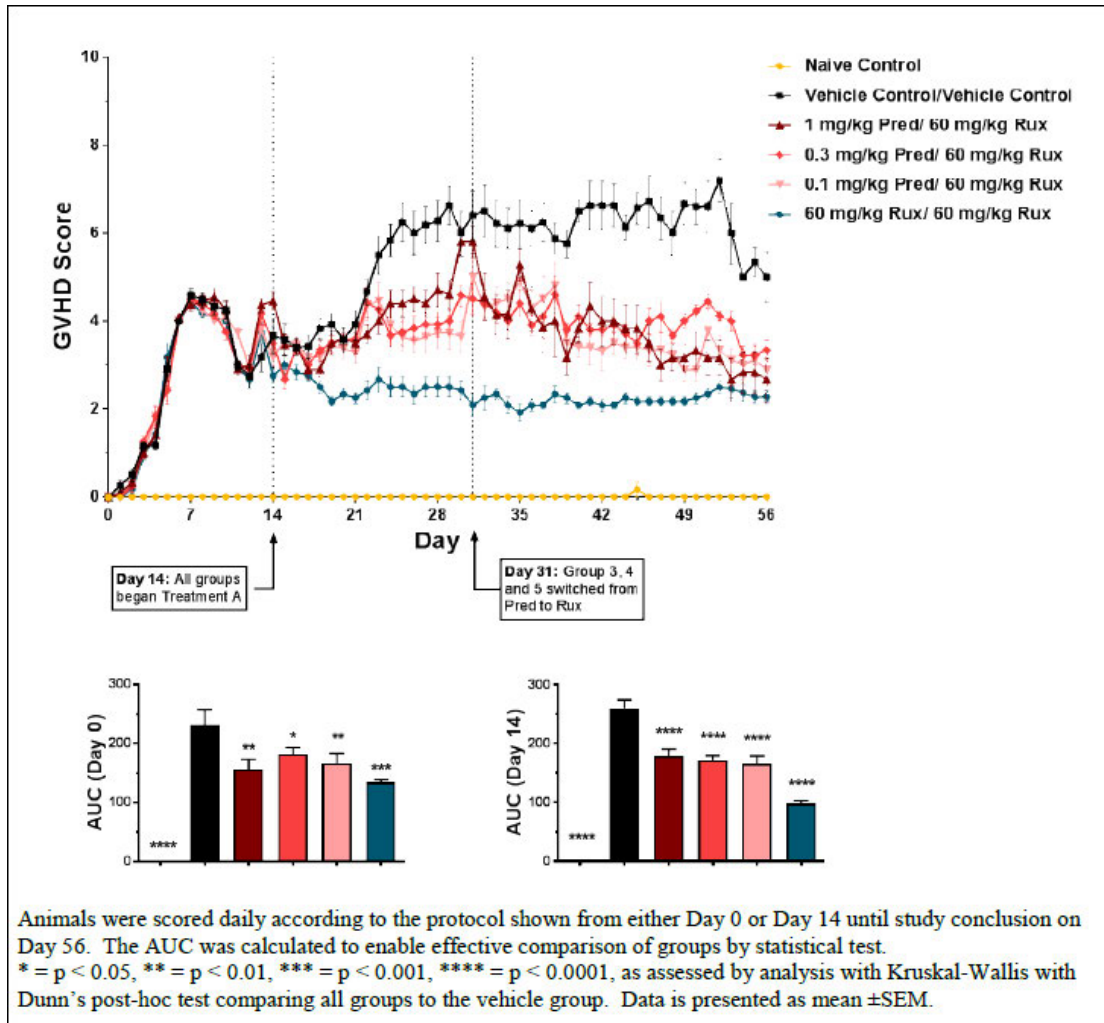 10
8
6
4
2
0
GVHD Score
Naive Control
Vehicle Control/Vehicle Control
1 mg/kg Pred/ 60 mg/kg Rux
0.3 mg/kg Pred/ 60 mg/kg Rux
0.1 mg/kg Pred/ 60 mg/kg Rux
60 mg/kg Rux/ 60 mg/kg Rux
0 7 14 21 28 35 42 49 56
Day
Day 14: All groups
began Treatment A
Day 31: Group 3, 4
and 5 switched from
Pred to Rux
300
200
100
0
AUC (Day 0)
**** ** * ** ***
300
200
100
0
AUC (Day 14)
**** **** **** **** ****
Animals were scored daily according to the protocol shown from either Day 0 or Day 14 until study conclusion on
Day 56. The AUC was calculated to enable effective comparison of groups by statistical test.
* = p < 0.05, ** = p < 0.01, *** = p < 0.001, **** = p < 0.0001, as assessed by analysis with Kruskal-Wallis with
Dunn's post-hoc test comparing all groups to the vehicle group. Data is presented as mean ±SEM.